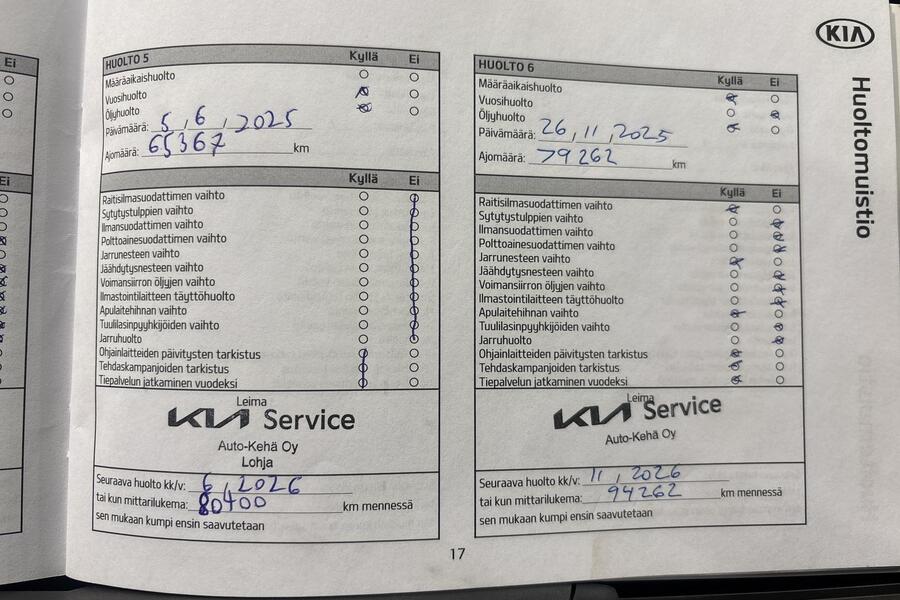 Ei
Ei
KIA
Huoltomuistio
HUOLTO 5 Kyllä Ei
Määräaikaishuolto
Vuosihuolto
Öljyhuolto
Päivämäärä: 5, 6, 2025
Ajomäärä: 65367 km
Kyllä Ei
Raitisilmasuodattimen vaihto
Sytytystulppien vaihto
Ilmansuodattimen vaihto
Polttoainesuodattimen vaihto
Jarrunesteen vaihto
Jäähdytysnesteen vaihto
Voimansiirron öljyjen vaihto
Ilmastointilaitteen täyttöhuolto
Apulaitehihnan vaihto
Tuulilasinpyyhkijöiden vaihto
Jarruhuolto
Ohjainlaitteiden päivitysten tarkistus
Tehdaskampanjoiden tarkistus
Tiepalvelun jatkaminen vuodeksi
Leima
KIA Service
Auto-Kehä Oy
Lohja
Seuraava huolto kk/v: 6, 2026
tai kun mittarilukema: 80400 km mennessä
sen mukaan kumpi ensin saavutetaan
HUOLTO 6 Kyllä Ei
Määräaikaishuolto
Vuosihuolto
Öljyhuolto
Päivämäärä: 26, 11, 2025
Ajomäärä: 79262 km
Kyllä Ei
Raitisilmasuodattimen vaihto
Sytytystulppien vaihto
Ilmansuodattimen vaihto
Polttoainesuodattimen vaihto
Jarrunesteen vaihto
Jäähdytysnesteen vaihto
Voimansiirron öljyjen vaihto
Ilmastointilaitteen täyttöhuolto
Apulaitehihnan vaihto
Tuulilasinpyyhkijöiden vaihto
Jarruhuolto
Ohjainlaitteiden päivitysten tarkistus
Tehdaskampanjoiden tarkistus
Tiepalvelun jatkaminen vuodeksi
Leima
KIA Service
Auto-Kehä Oy
Seuraava huolto kk/v: 11, 2026
tai kun mittarilukema: 94262 km mennessä
sen mukaan kumpi ensin saavutetaan
17